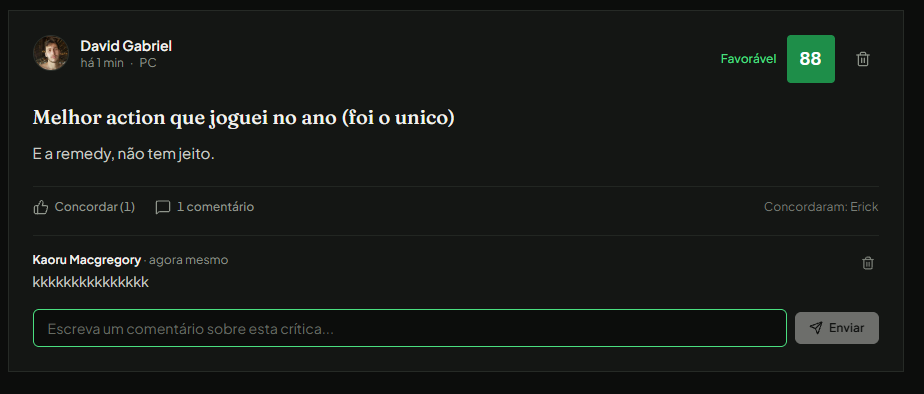 David Gabriel
há 1 min · PC
Favorável
88
Melhor action que joguei no ano (foi o unico)
E a remedy, não tem jeito.
Concordar (1)
1 comentário
Concordaram: Erick
Kaoru Macgregory · agora mesmo
kkkkkkkkkkkkkkk
Escreva um comentário sobre esta crítica...
Enviar